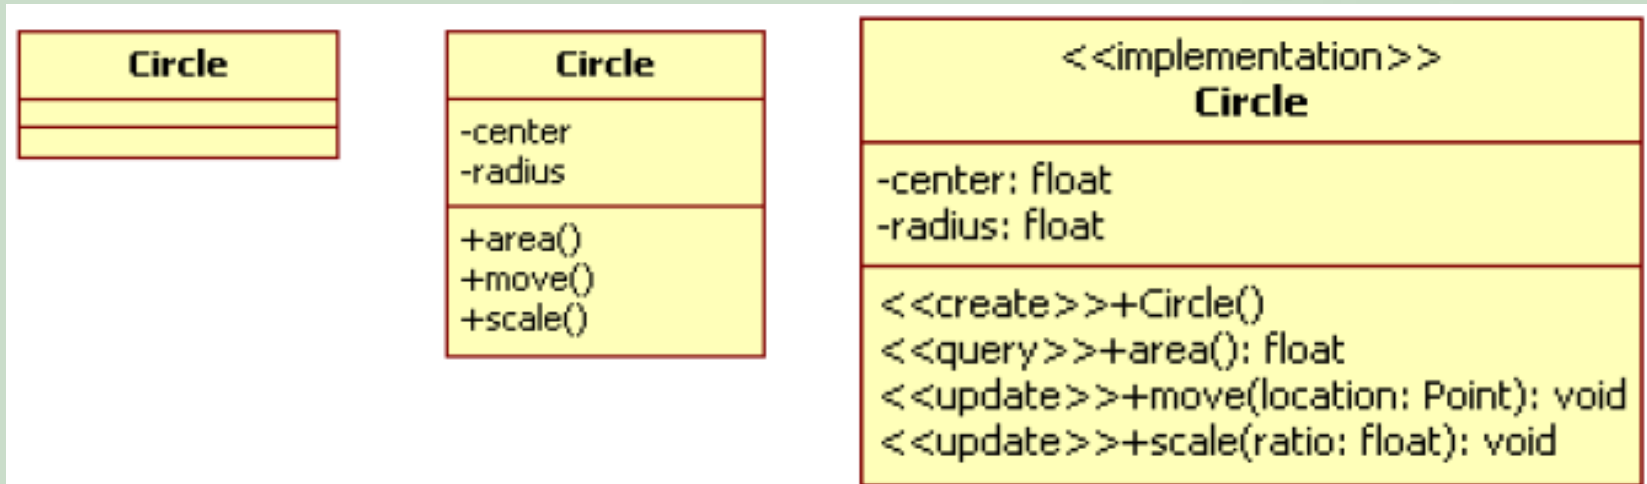 Circle
Circle
-center
-radius
+area()
+move()
+scale()
<<implementation>>
Circle
-center: float
-radius: float
<<create>>+Circle()
<<query>>+area(): float
<<update>>+move(location: Point): void
<<update>>+scale(ratio: float): void